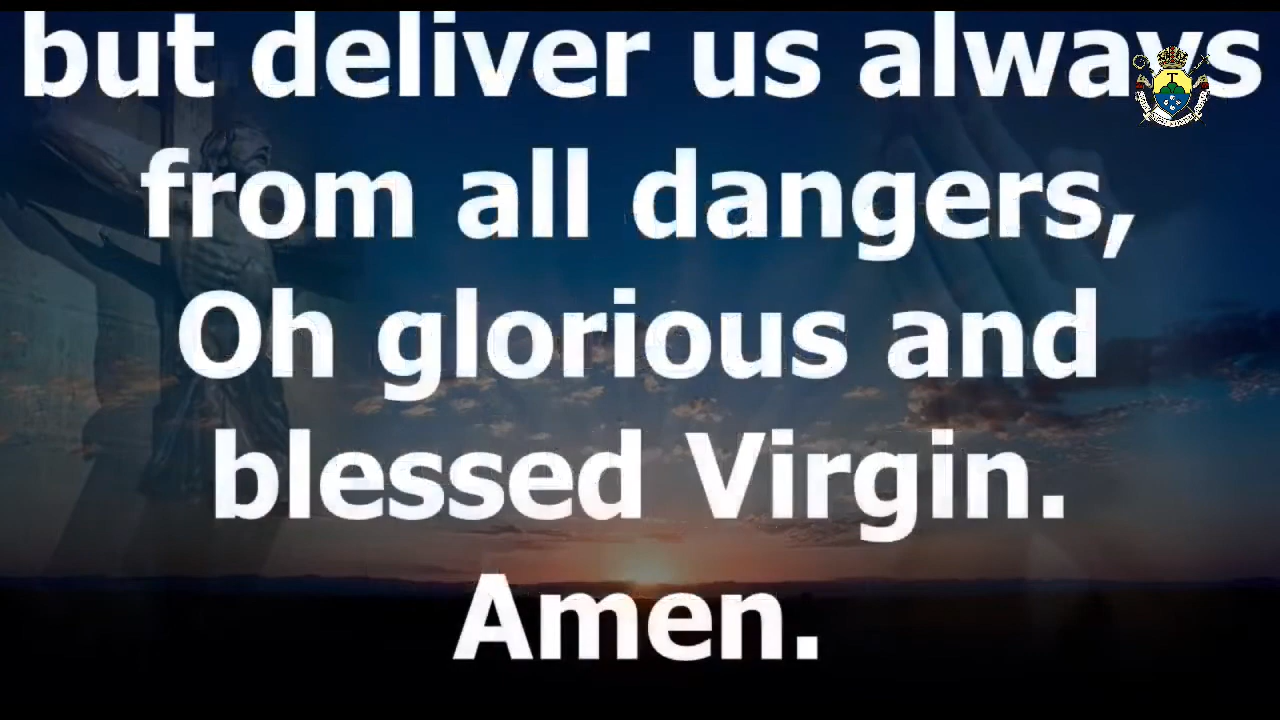 but deliver us always
from all dangers,
Oh glorious and
blessed Virgin.
Amen.